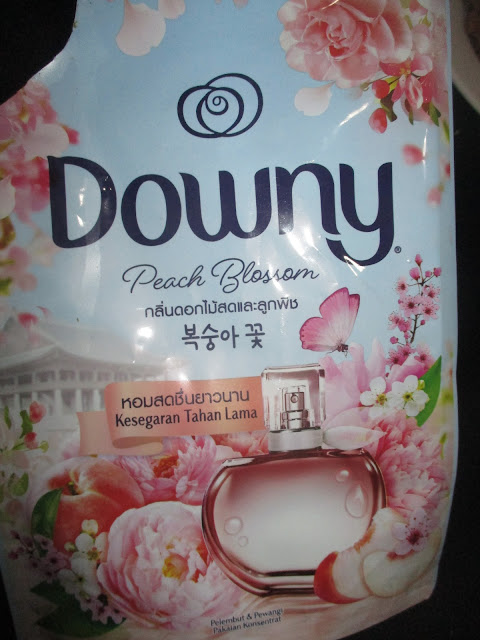 Downy®
Peach Blossom
กลิ่นดอกไม้สดและลูกพีช
복숭아 꽃
หอมสดชื่นยาวนาน
Kesegaran Tahan Lama
Pelembut & Pewangi
Pakaian Konsentrat